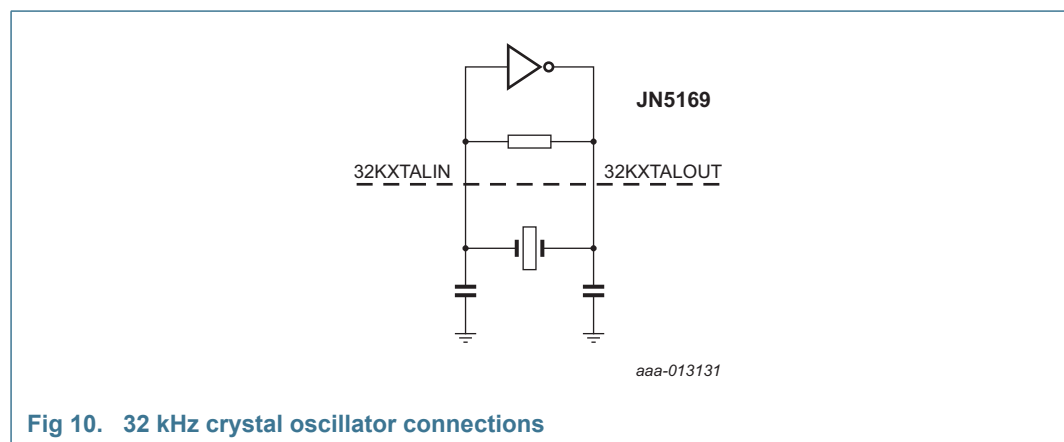 JN5169
32KXTALIN 32KXTALOUT
aaa-013131
Fig 10. 32 kHz crystal oscillator connections